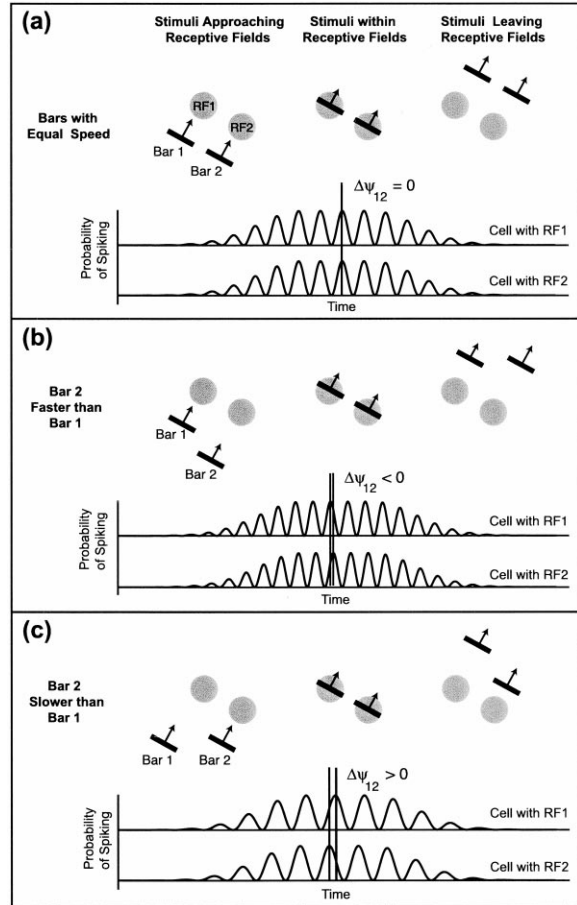 (a)
Stimuli Approaching
Receptive Fields
Stimuli within
Receptive Fields
Stimuli Leaving
Receptive Fields
Bars with
Equal Speed
RF1
RF2
Bar 1
Bar 2
Δψ12 = 0
Probability
of Spiking
Cell with RF1
Cell with RF2
Time
(b)
Bar 2
Faster than
Bar 1
Bar 1
Bar 2
Δψ12 < 0
Probability
of Spiking
Cell with RF1
Cell with RF2
Time
(c)
Bar 2
Slower than
Bar 1
Bar 1
Bar 2
Δψ12 > 0
Probability
of Spiking
Cell with RF1
Cell with RF2
Time